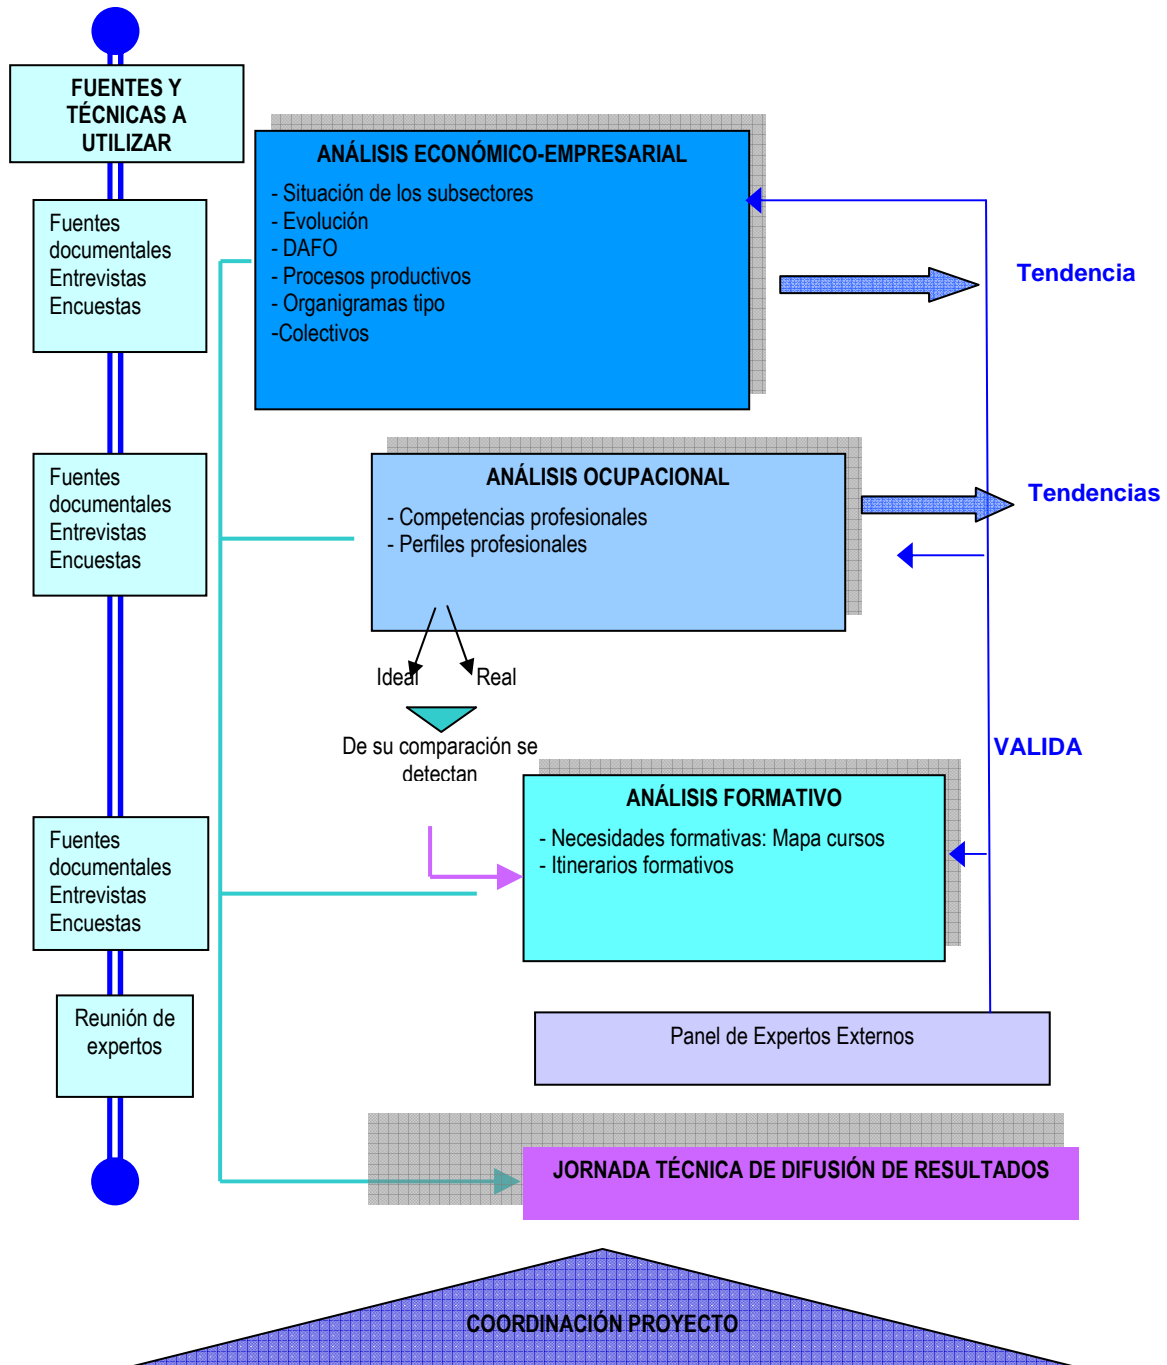 FUENTES Y
TÉCNICAS A
UTILIZAR
ANÁLISIS ECONÓMICO-EMPRESARIAL
- Situación de los subsectores
- Evolución
- DAFO
- Procesos productivos
- Organigramas tipo
-Colectivos
Fuentes
documentales
Entrevistas
Encuestas
Tendencia
Fuentes
documentales
Entrevistas
Encuestas
ANÁLISIS OCUPACIONAL
- Competencias profesionales
- Perfiles profesionales
Tendencias
Ideal
Real
De su comparación se
detectan
VALIDA
Fuentes
documentales
Entrevistas
Encuestas
ANÁLISIS FORMATIVO
- Necesidades formativas: Mapa cursos
- Itinerarios formativos
Reunión de
expertos
Panel de Expertos Externos
JORNADA TÉCNICA DE DIFUSIÓN DE RESULTADOS
COORDINACIÓN PROYECTO